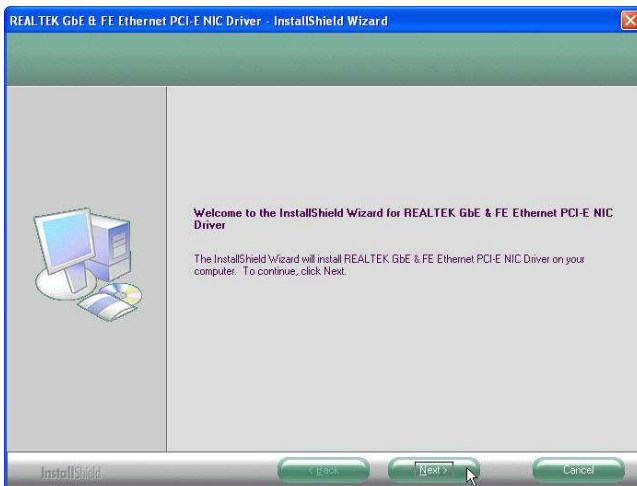 REALTEK GbE & FE Ethernet PCI-E NIC Driver - InstallShield Wizard
Welcome to the InstallShield Wizard for REALTEK GbE & FE Ethernet PCI-E NIC
Driver
The InstallShield Wizard will install REALTEK GbE & FE Ethernet PCI-E NIC Driver on your
computer. To continue, click Next.
InstallShield
< Back
Next >
Cancel